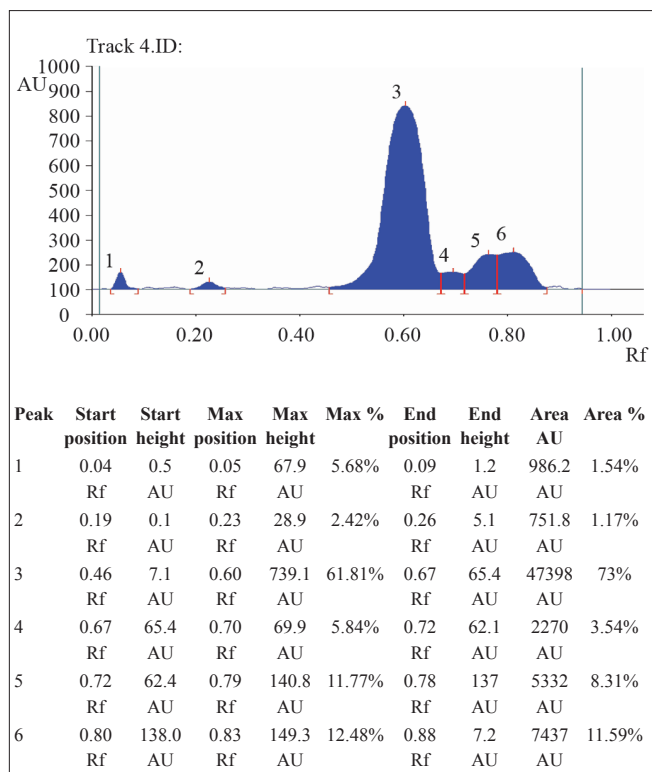 Track 4.ID:
1000
AU
900
800
700
600
500
400
300
200
100
0
1
2
3
4
5
6
0.00 0.20 0.40 0.60 0.80 1.00
Rf
Peak Start Start Max Max Max % End End Area Area %
position height position height position height AU
1 0.04 0.5 0.05 67.9 5.68% 0.09 1.2 986.2 1.54%
Rf AU Rf AU Rf AU AU
2 0.19 0.1 0.23 28.9 2.42% 0.26 5.1 751.8 1.17%
Rf AU Rf AU Rf AU AU
3 0.46 7.1 0.60 739.1 61.81% 0.67 65.4 47398 73%
Rf AU Rf AU Rf AU AU
4 0.67 65.4 0.70 69.9 5.84% 0.72 62.1 2270 3.54%
Rf AU Rf AU Rf AU AU
5 0.72 62.4 0.79 140.8 11.77% 0.78 137 5332 8.31%
Rf AU Rf AU Rf AU AU
6 0.80 138.0 0.83 149.3 12.48% 0.88 7.2 7437 11.59%
Rf AU Rf AU Rf AU AU